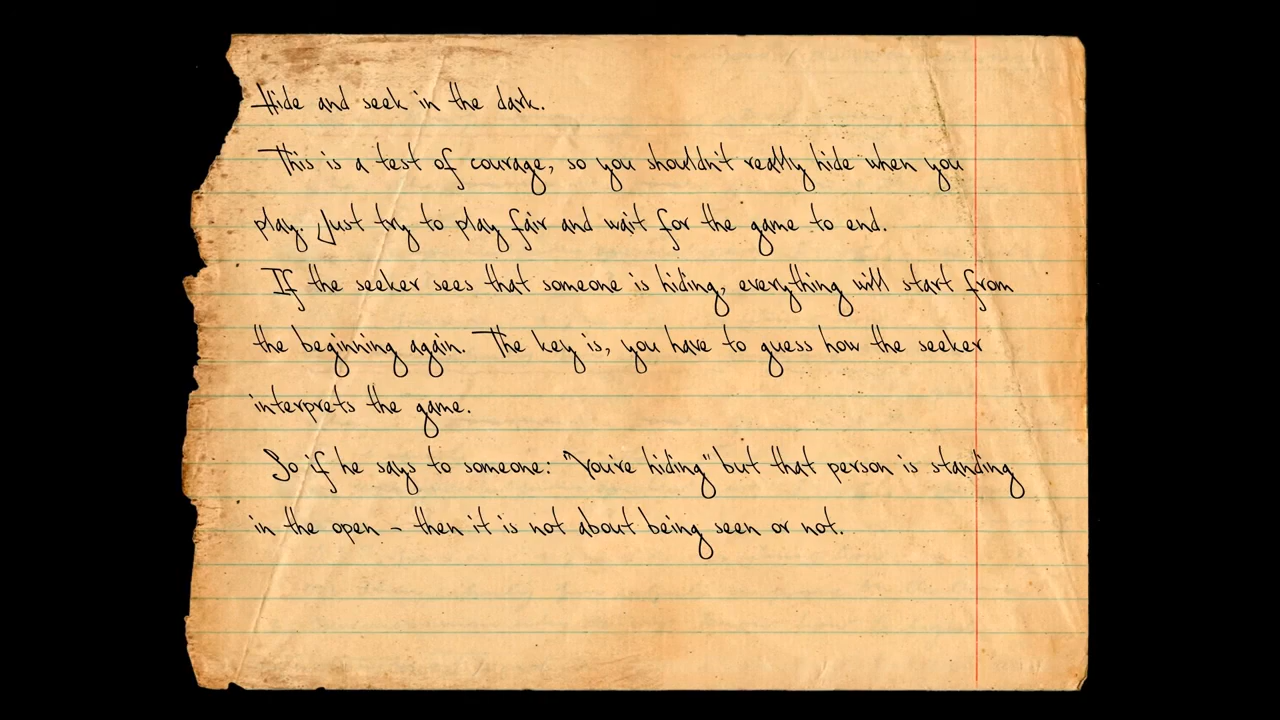 Hide and seek in the dark.
This is a test of courage, so you shouldn't really hide when you
play. Just try to play fair and wait for the game to end.
If the seeker sees that someone is hiding, everything will start from
the beginning again. The key is, you have to guess how the seeker
interprets the game.
So if he says to someone: "You're hiding" but that person is standing
in the open - then it is not about being seen or not.